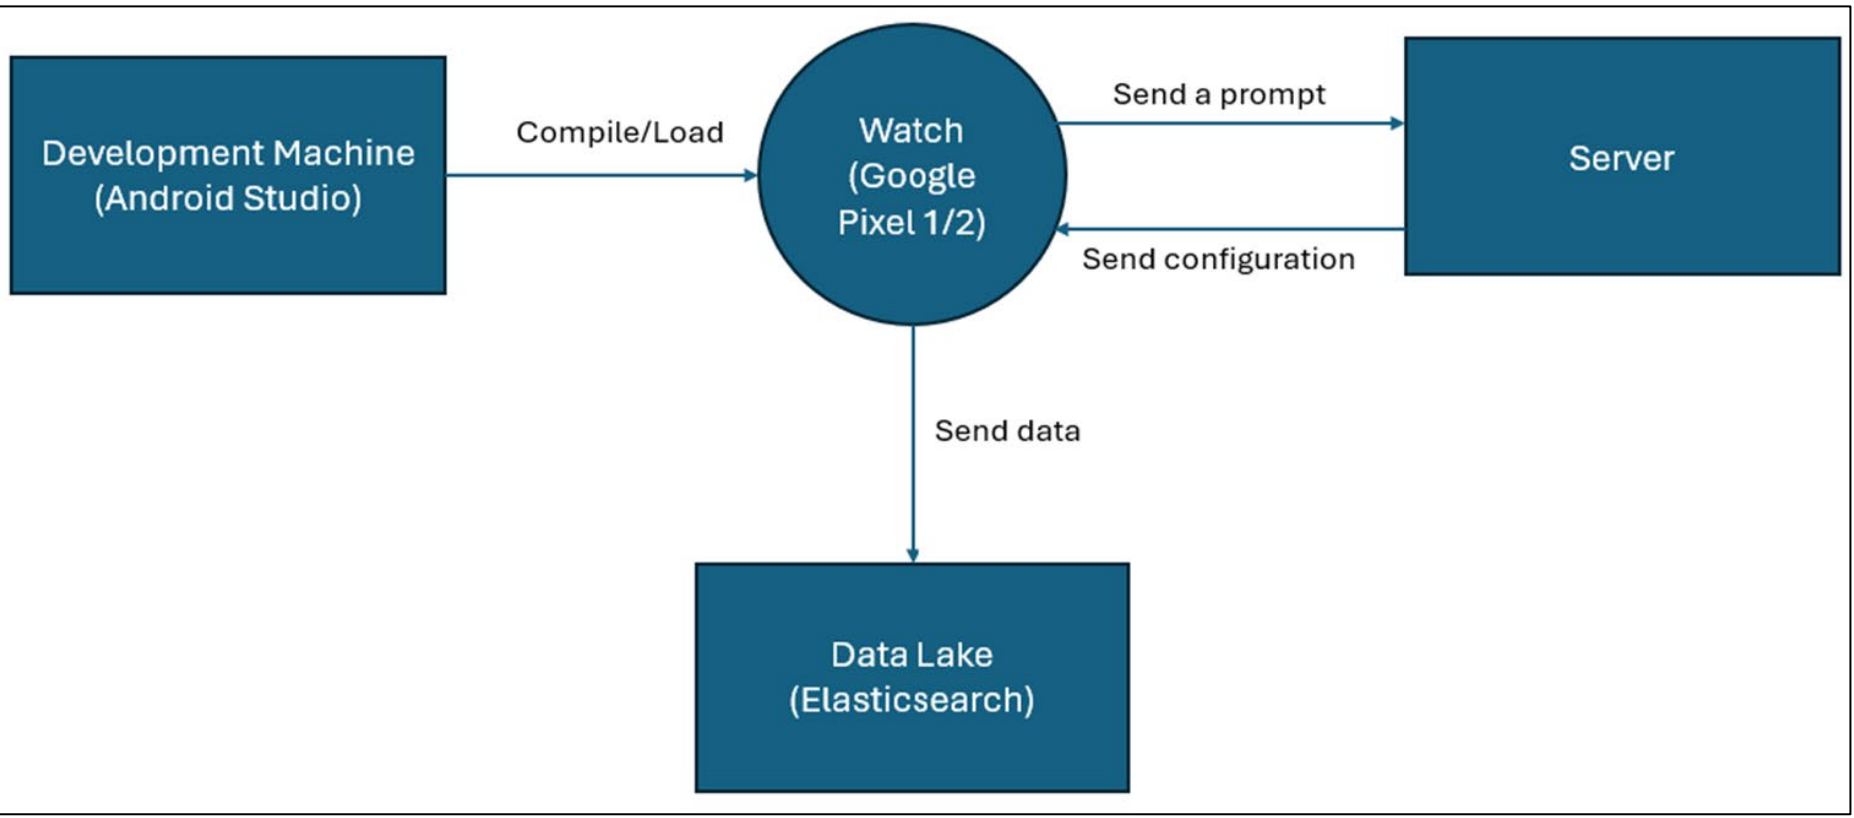 Development Machine
(Android Studio)
Compile/Load
Watch
(Google
Pixel 1/2)
Send a prompt
Send configuration
Server
Send data
Data Lake
(Elasticsearch)